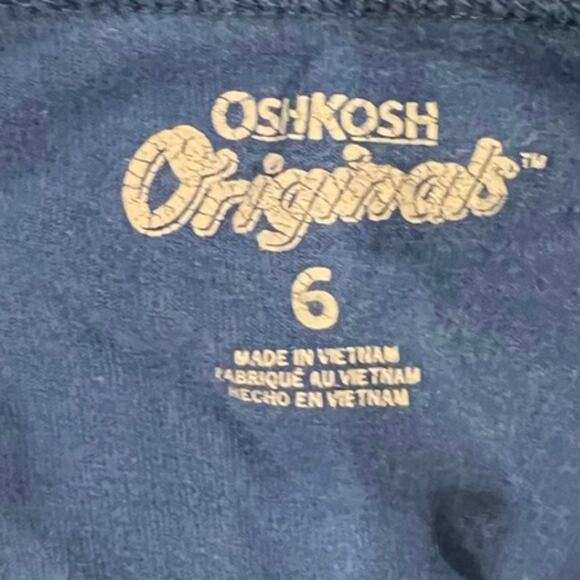 OSHKOSH
Originals™
6
MADE IN VIETNAM
FABRIQUÉ AU VIETNAM
HECHO EN VIETNAM